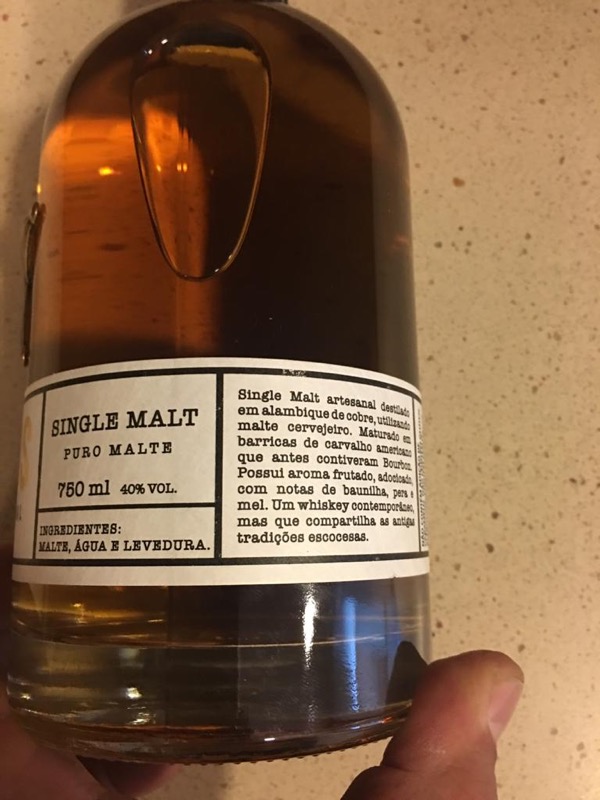 SINGLE MALT
PURO MALTE
750 ml 40% VOL.
INGREDIENTES:
MALTE, ÁGUA E LEVEDURA.
Single Malt artesanal destilado
em alambique de cobre, utilizando
malte cervejeiro. Maturado em
barricas de carvalho americano
que antes contiveram Bourbon.
Possui aroma frutado, adocicado,
com notas de baunilha, pera e
mel. Um whiskey contemporâneo,
mas que compartilha as antigas
tradições escocesas.